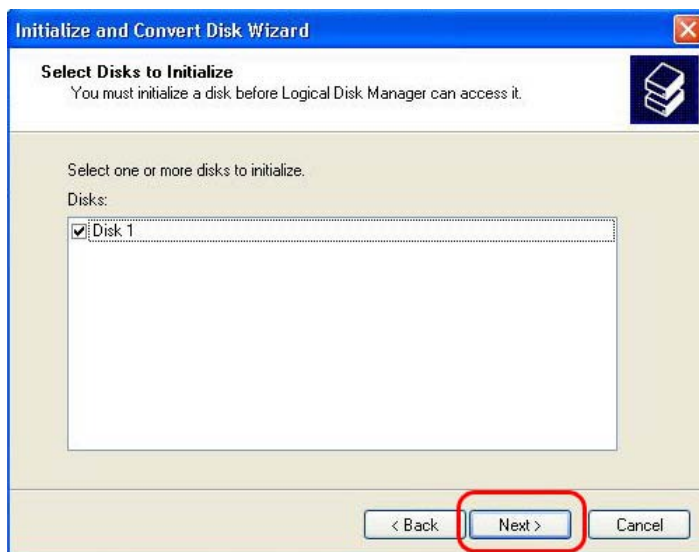 Initialize and Convert Disk Wizard
Select Disks to Initialize
You must initialize a disk before Logical Disk Manager can access it.
Select one or more disks to initialize.
Disks:
Disk 1
< Back Next > Cancel